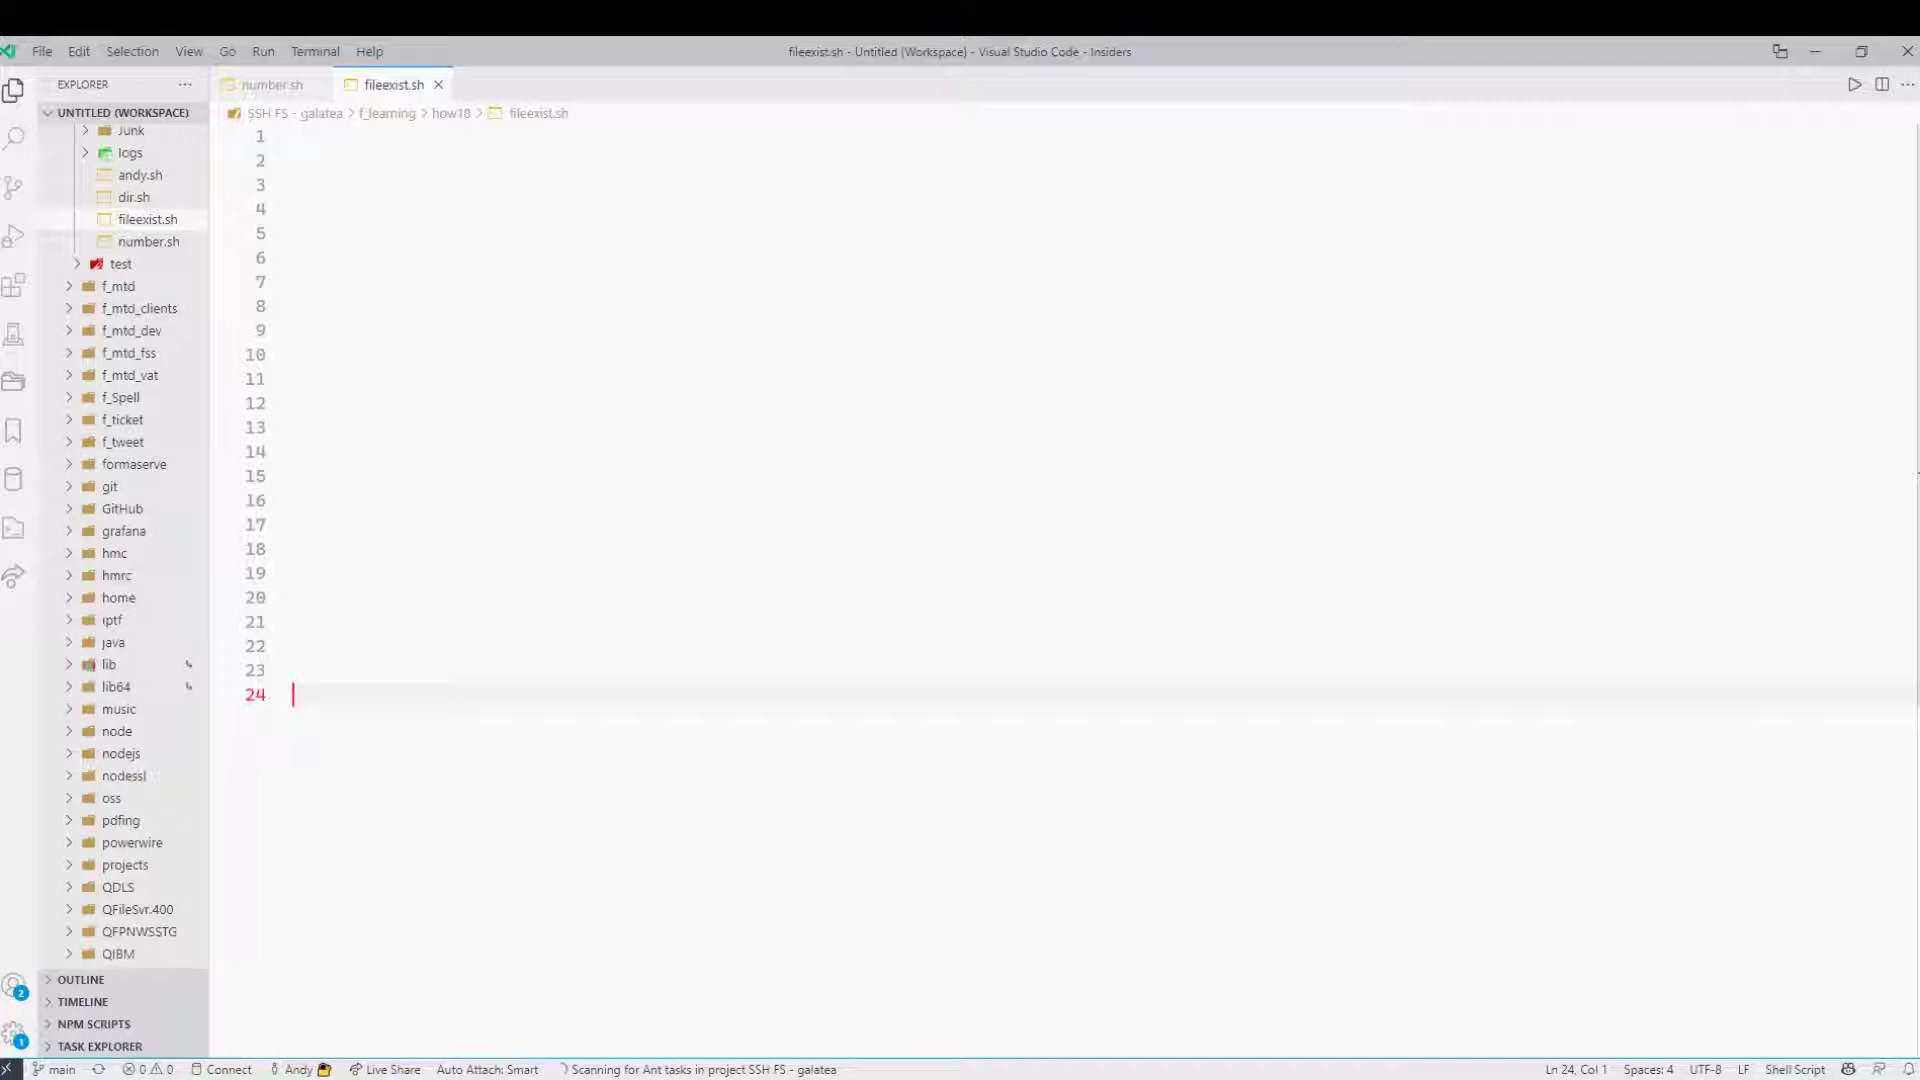 File Edit Selection View Go Run Terminal Help
fileexist.sh - Untitled (Workspace) - Visual Studio Code - Insiders
EXPLORER
number.sh
fileexist.sh
UNTITLED (WORKSPACE)
SSH FS - galatea > f_learning > how18 > fileexist.sh
Junk
logs
andy.sh
dir.sh
fileexist.sh
number.sh
test
f_mtd
f_mtd_clients
f_mtd_dev
f_mtd_fss
f_mtd_vat
f_Spell
f_ticket
f_tweet
formaserve
git
GitHub
grafana
hmc
hmrc
home
iptf
java
lib
lib64
music
node
nodejs
nodessl
oss
pdfing
powerwire
projects
QDLS
QFileSvr.400
QFPNWSSTG
QIBM
OUTLINE
TIMELINE
NPM SCRIPTS
TASK EXPLORER
1
2
3
4
5
6
7
8
9
10
11
12
13
14
15
16
17
18
19
20
21
22
23
24
2
1
main 0 0 Connect Andy Live Share Auto Attach: Smart Scanning for Ant tasks in project SSH FS - galatea
Ln 24, Col 1 Spaces: 4 UTF-8 LF Shell Script